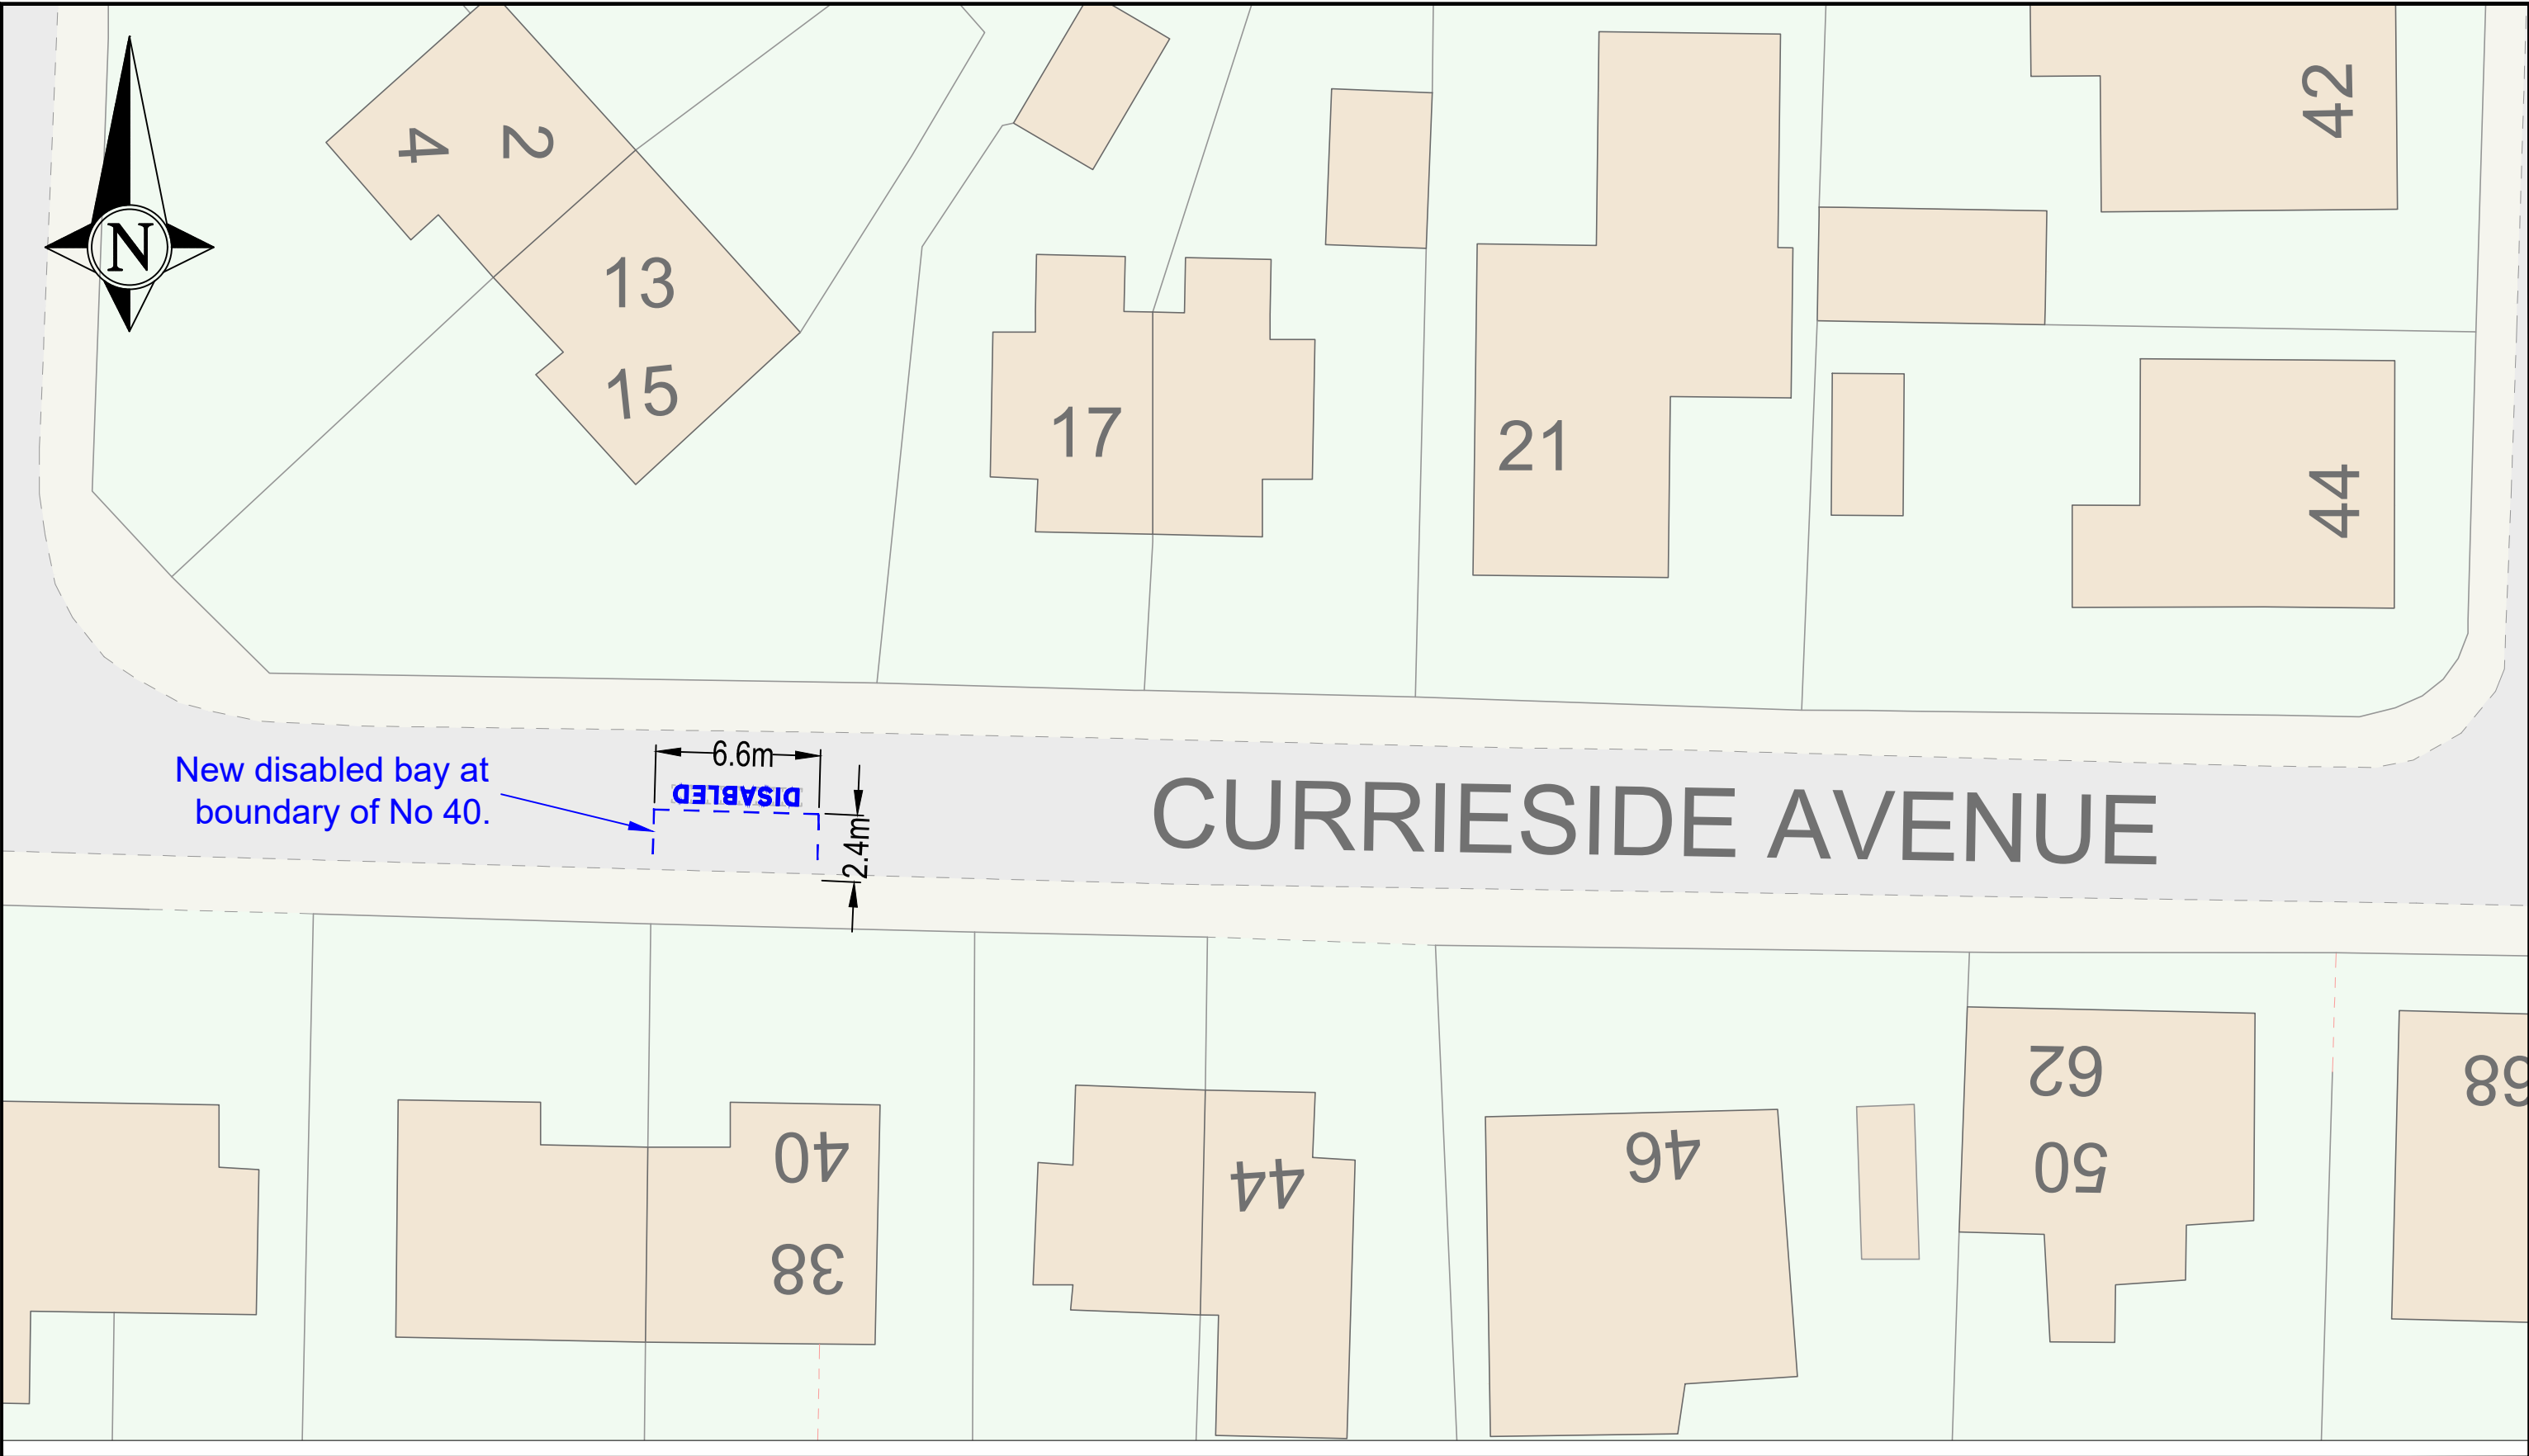 42
4
2
N
13
15
17
21
44
6.6m
New disabled bay at
boundary of No 40.
DISABLED
2.4m
CURRIESIDE AVENUE
62
68
40
44
46
50
38